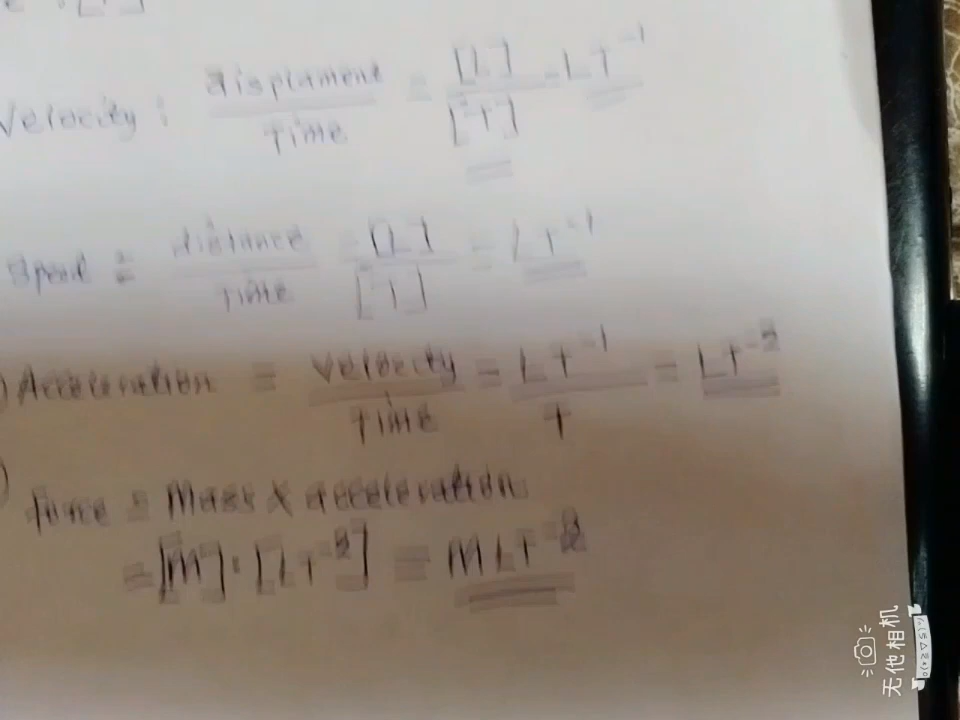 Velocity : displament / Time = [L] / [T] = LT⁻¹
Speed = distance / Time = [L] / [T] = LT⁻¹
) Acceleration = Velocity / Time = LT⁻¹ / T = LT⁻²
) force = Mass X acceleration
= [M] · [LT⁻²] = MLT⁻²
无他相机